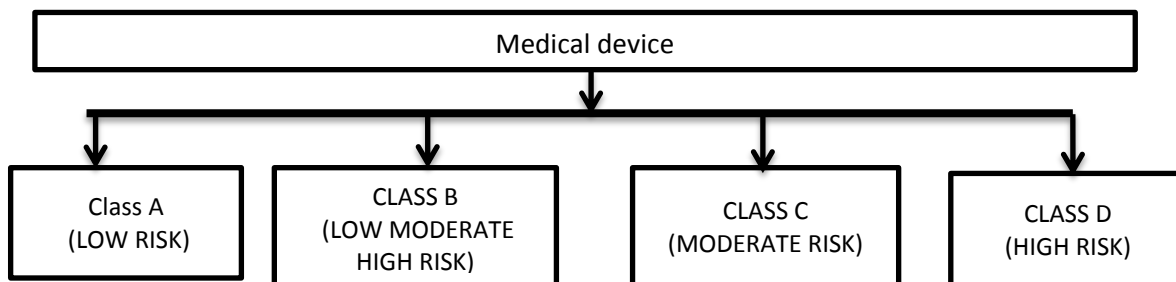 Medical device
Class A
(LOW RISK)
CLASS B
(LOW MODERATE
HIGH RISK)
CLASS C
(MODERATE RISK)
CLASS D
(HIGH RISK)